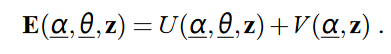 E(α,θ,z) = U(α,θ,z) + V(α,z) .